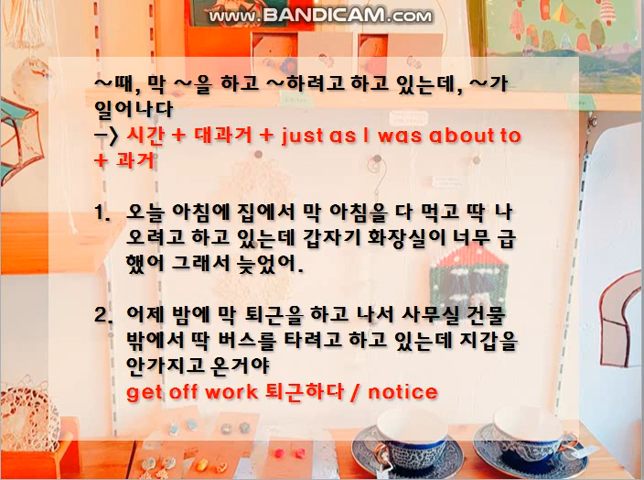 www.BANDICAM.com
~때, 막 ~을 하고 ~하려고 하고 있는데, ~가
일어나다
-> 시간 + 대과거 + just as I was about to
+ 과거
1. 오늘 아침에 집에서 막 아침을 다 먹고 딱 나
오려고 하고 있는데 갑자기 화장실이 너무 급
했어 그래서 늦었어.
2. 어제 밤에 막 퇴근을 하고 나서 사무실 건물
밖에서 딱 버스를 타려고 하고 있는데 지갑을
안가지고 온거야
get off work 퇴근하다 / notice